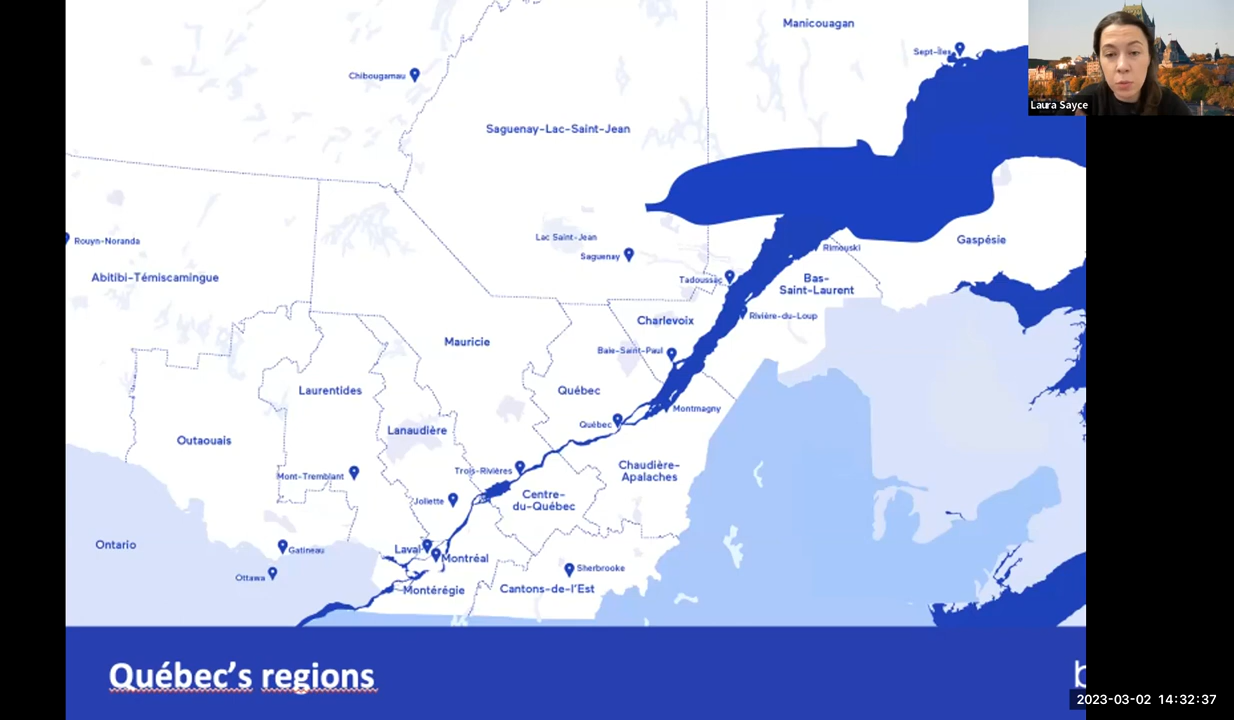 Manicouagan
Sept-Îles
Chibougamau
Laura Sayce
Saguenay-Lac-Saint-Jean
Rouyn-Noranda
Lac Saint-Jean
Saguenay
Gaspésie
Rimouski
Abitibi-Témiscamingue
Tadoussac
Bas-
Saint-Laurent
Charlevoix
Rivière-du-Loup
Mauricie
Baie-Saint-Paul
Laurentides
Québec
Montmagny
Québec
Lanaudière
Outaouais
Trois-Rivières
Chaudière-
Apalaches
Mont-Tremblant
Joliette
Centre-
du-Québec
Ontario
Gatineau
Laval
Montréal
Ottawa
Sherbrooke
Montérégie
Cantons-de-l'Est
Québec's regions
b
2023-03-02 14:32:37